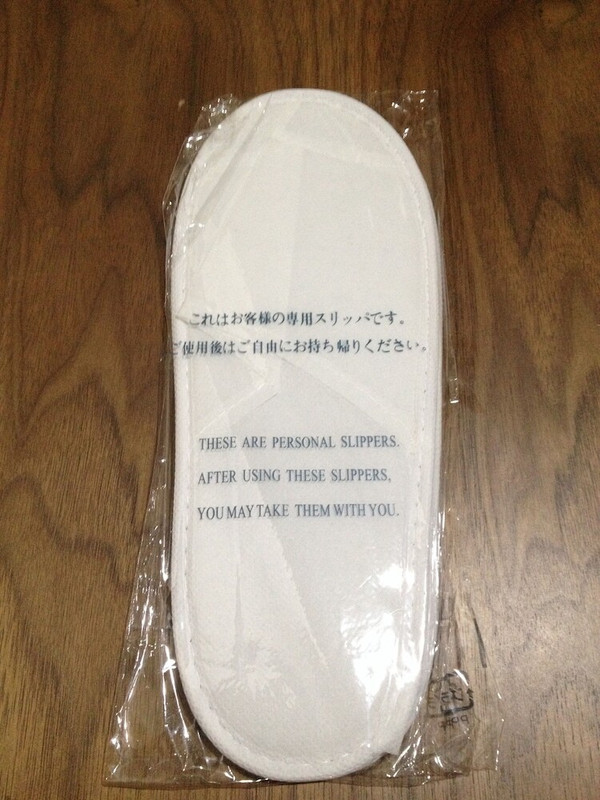 これはお客様の専用スリッパです。
ご使用後はご自由にお持ち帰りください。
THESE ARE PERSONAL SLIPPERS.
AFTER USING THESE SLIPPERS,
YOU MAY TAKE THEM WITH YOU.